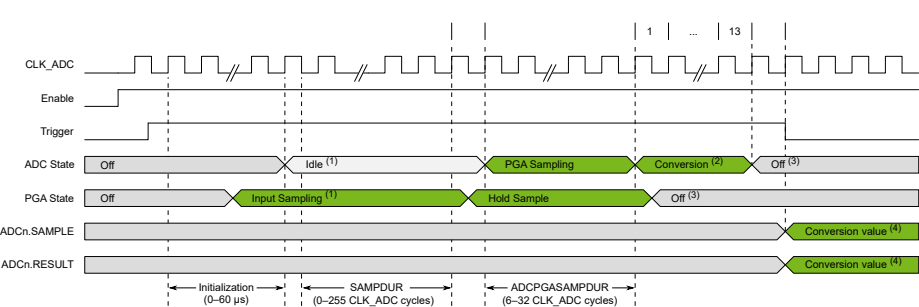 1 ... 13
CLK_ADC
Enable
Trigger
ADC State Off Idle (1) PGA Sampling Conversion (2) Off (3)
PGA State Off Input Sampling (1) Hold Sample Off (3)
ADCn.SAMPLE Conversion value (4)
ADCn.RESULT Conversion value (4)
Initialization SAMPDUR ADCPGASAMPDUR
(0–60 µs) (0–255 CLK_ADC cycles) (6–32 CLK_ADC cycles)